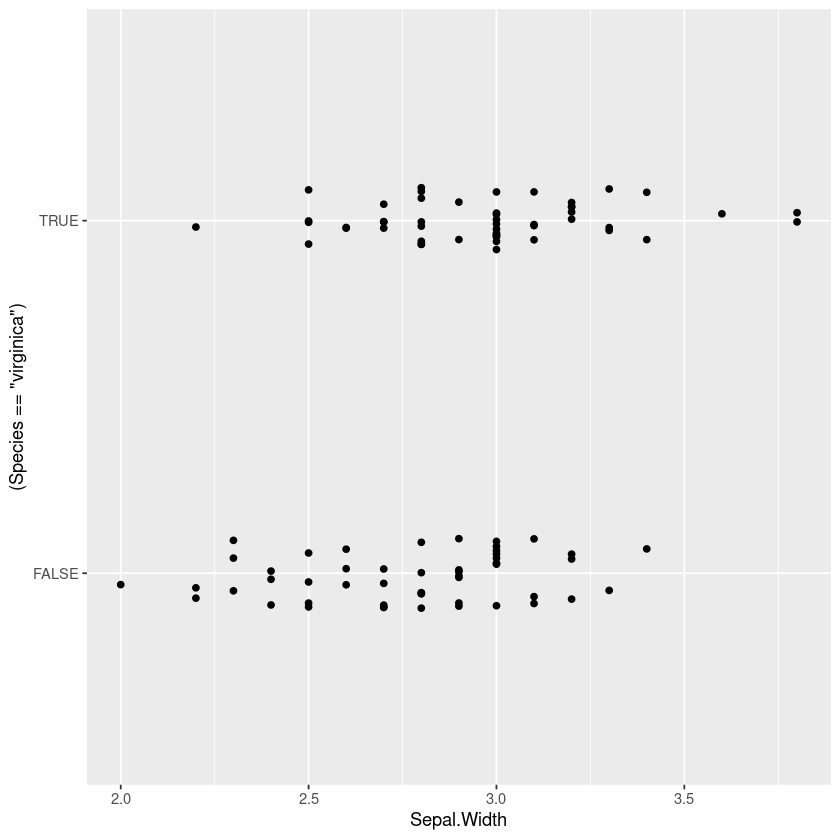 TRUE
FALSE
(Species == "virginica")
2.0 2.5 3.0 3.5
Sepal.Width